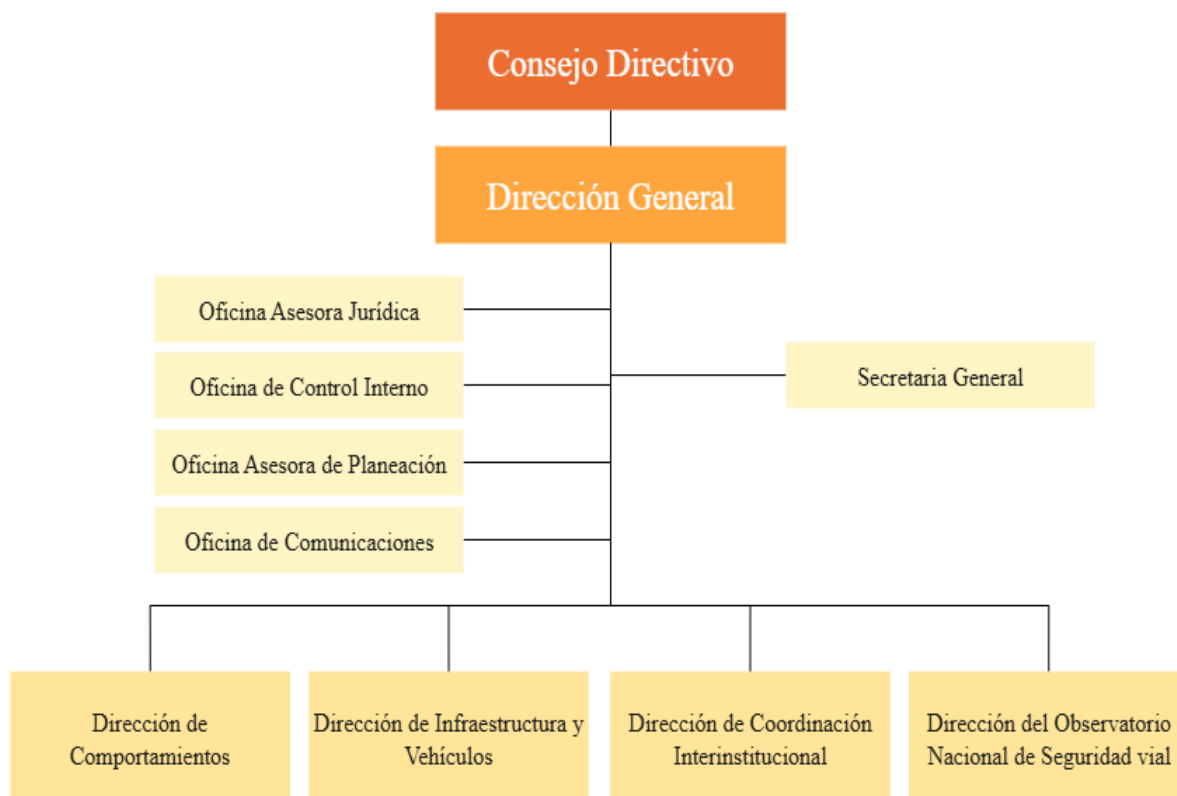 Consejo Directivo
Dirección General
Oficina Asesora Jurídica
Oficina de Control Interno
Secretaria General
Oficina Asesora de Planeación
Oficina de Comunicaciones
Dirección de
Comportamientos
Dirección de Infraestructura y
Vehículos
Dirección de Coordinación
Interinstitucional
Dirección del Observatorio
Nacional de Seguridad vial